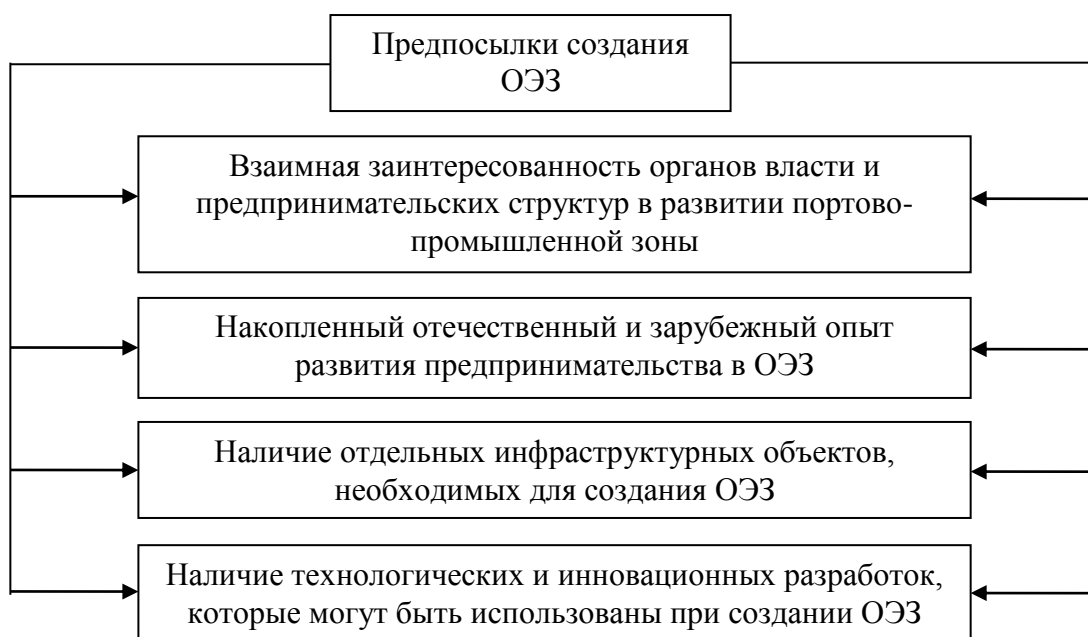 Предпосылки создания
ОЭЗ
Взаимная заинтересованность органов власти и
предпринимательских структур в развитии портово-
промышленной зоны
Накопленный отечественный и зарубежный опыт
развития предпринимательства в ОЭЗ
Наличие отдельных инфраструктурных объектов,
необходимых для создания ОЭЗ
Наличие технологических и инновационных разработок,
которые могут быть использованы при создании ОЭЗ